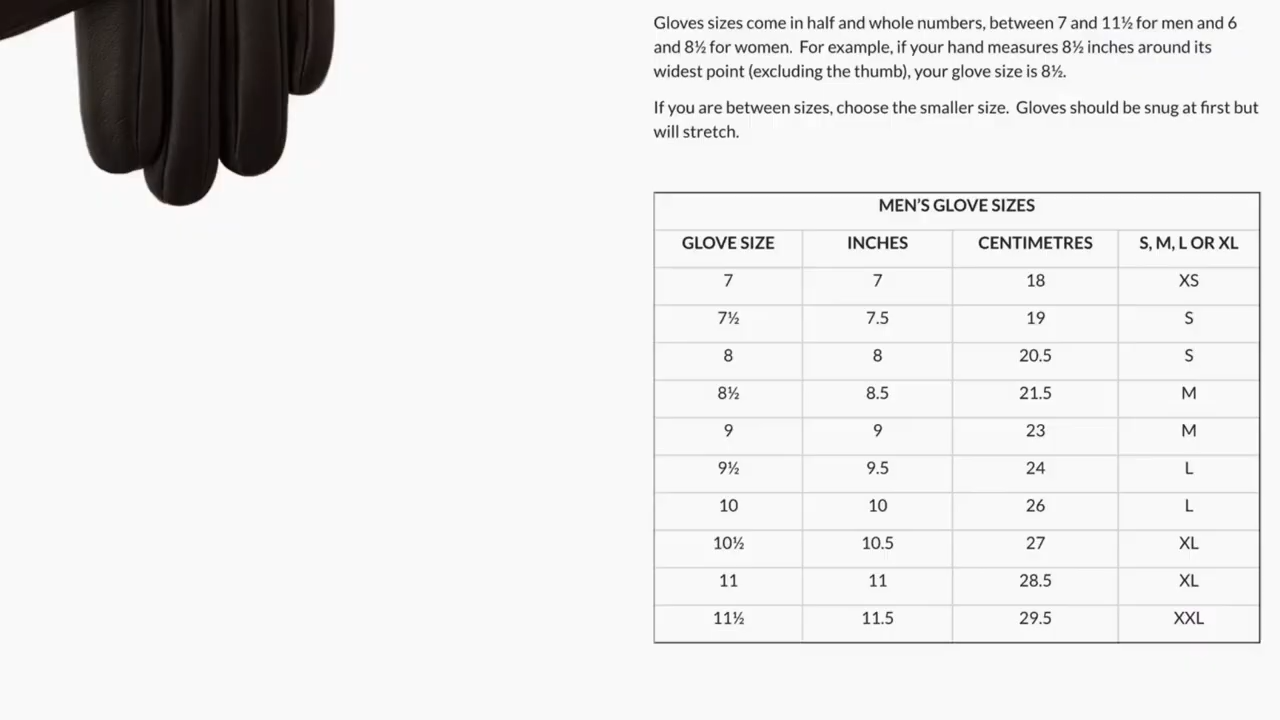 Gloves sizes come in half and whole numbers, between 7 and 11½ for men and 6
and 8½ for women.  For example, if your hand measures 8½ inches around its
widest point (excluding the thumb), your glove size is 8½.
If you are between sizes, choose the smaller size.  Gloves should be snug at first but
will stretch.
MEN’S GLOVE SIZES
GLOVE SIZE INCHES CENTIMETRES S, M, L OR XL
7 7 18 XS
7½ 7.5 19 S
8 8 20.5 S
8½ 8.5 21.5 M
9 9 23 M
9½ 9.5 24 L
10 10 26 L
10½ 10.5 27 XL
11 11 28.5 XL
11½ 11.5 29.5 XXL